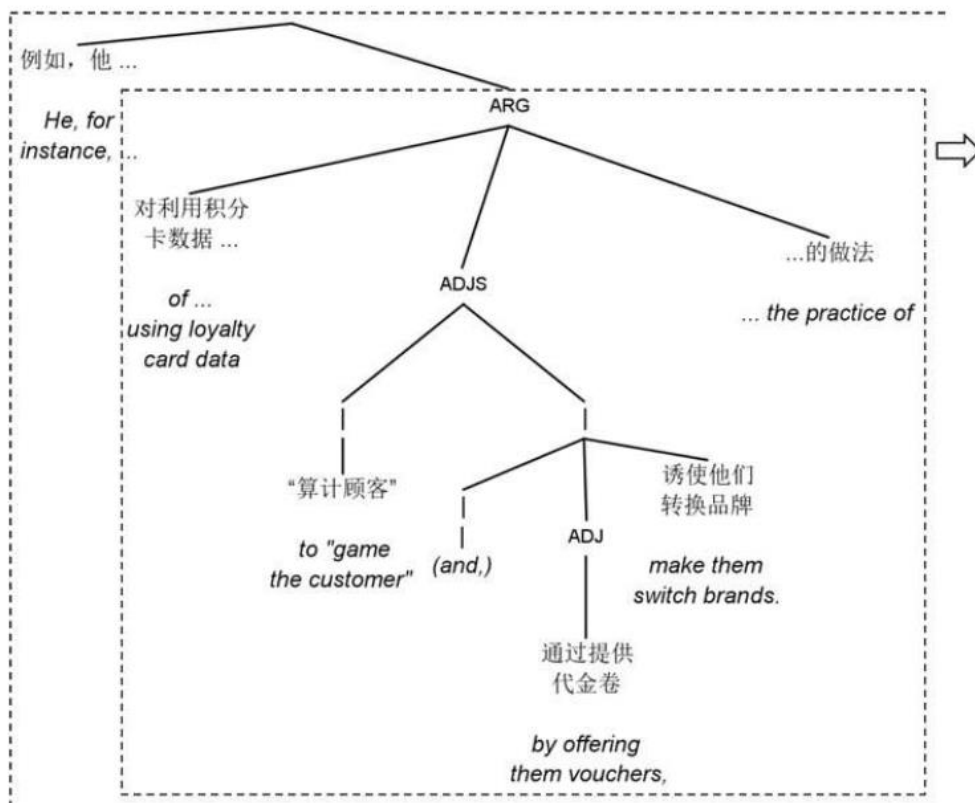 例如，他 ...
He, for
instance, ...
ARG
对利用积分
卡数据 ...
of ...
using loyalty
card data
...的做法
... the practice of
ADJS
“算计顾客”
to "game
the customer"
(and,)
ADJ
诱使他们
转换品牌
make them
switch brands.
通过提供
代金卷
by offering
them vouchers,